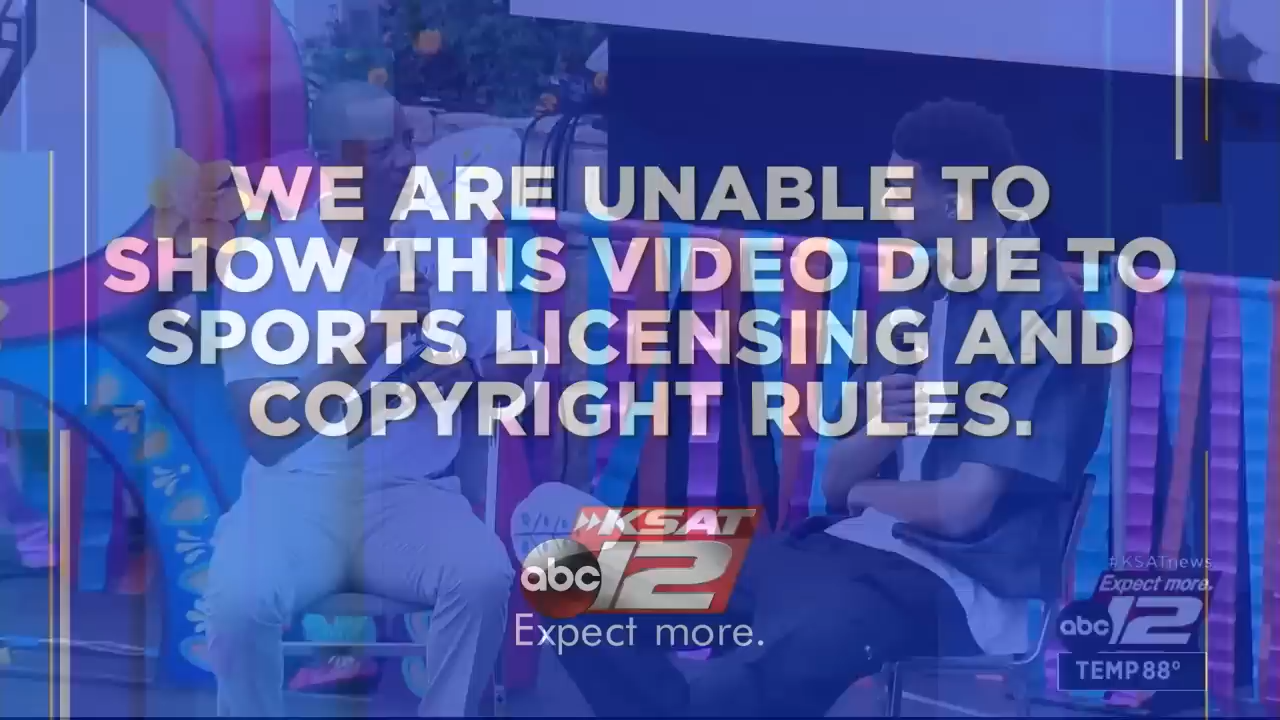 WE ARE UNABLE TO
SHOW THIS VIDEO DUE TO
SPORTS LICENSING AND
COPYRIGHT RULES.
KSAT
abc 12
Expect more.
#KSATnews
Expect more.
abc 12
TEMP 88°